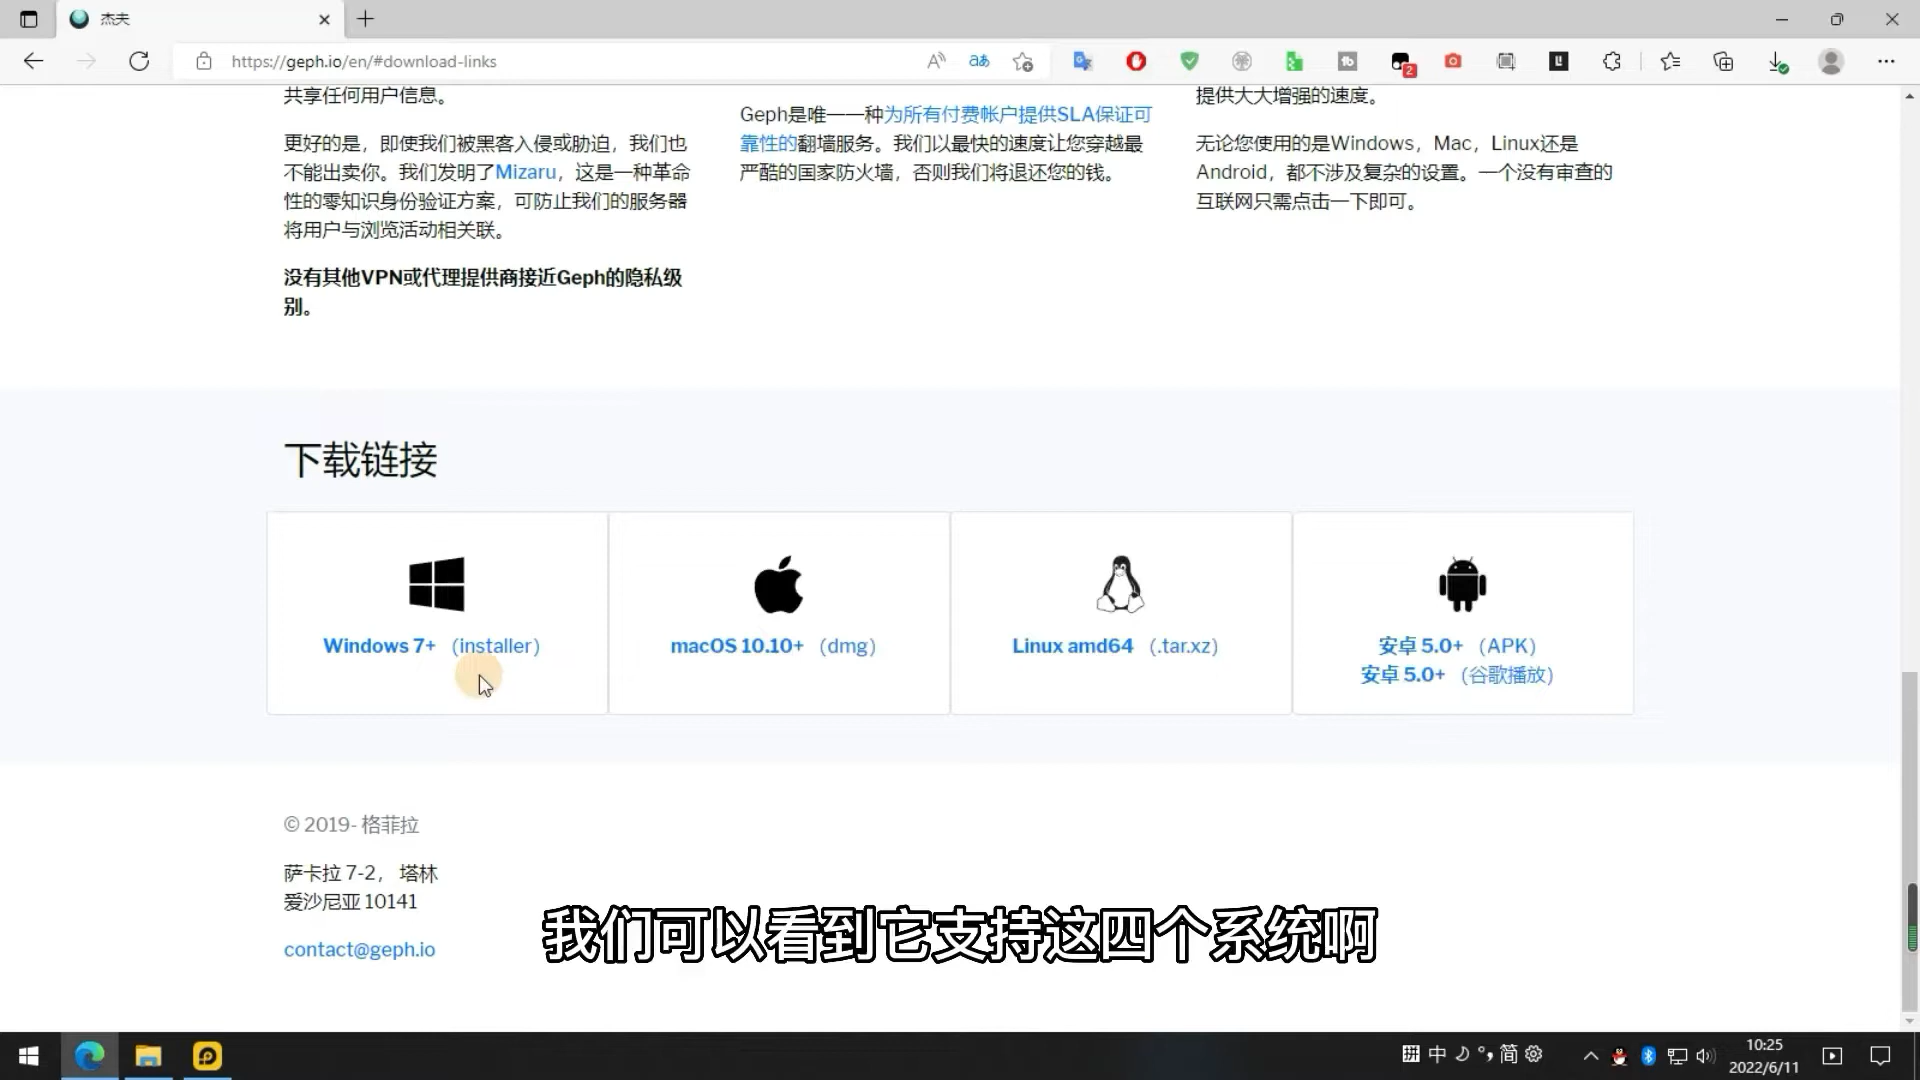 杰夫
https://geph.io/en/#download-links
共享任何用户信息。
更好的是，即使我们被黑客入侵或胁迫，我们也
不能出卖你。我们发明了Mizaru，这是一种革命
性的零知识身份验证方案，可防止我们的服务器
将用户与浏览活动相关联。
没有其他VPN或代理提供商接近Geph的隐私级
别。
Geph是唯一一种为所有付费帐户提供SLA保证可
靠性的翻墙服务。我们以最快的速度让您穿越最
严酷的国家防火墙，否则我们将退还您的钱。
提供大大增强的速度。
无论您使用的是Windows，Mac，Linux还是
Android，都不涉及复杂的设置。一个没有审查的
互联网只需点击一下即可。
下载链接
Windows 7+ （installer）
macOS 10.10+ （dmg）
Linux amd64 （.tar.xz）
安卓 5.0+ （APK）
安卓 5.0+ （谷歌播放）
© 2019- 格菲拉
萨卡拉 7-2， 塔林
爱沙尼亚 10141
contact@geph.io
我们可以看到它支持这四个系统啊
中 简
10:25
2022/6/11